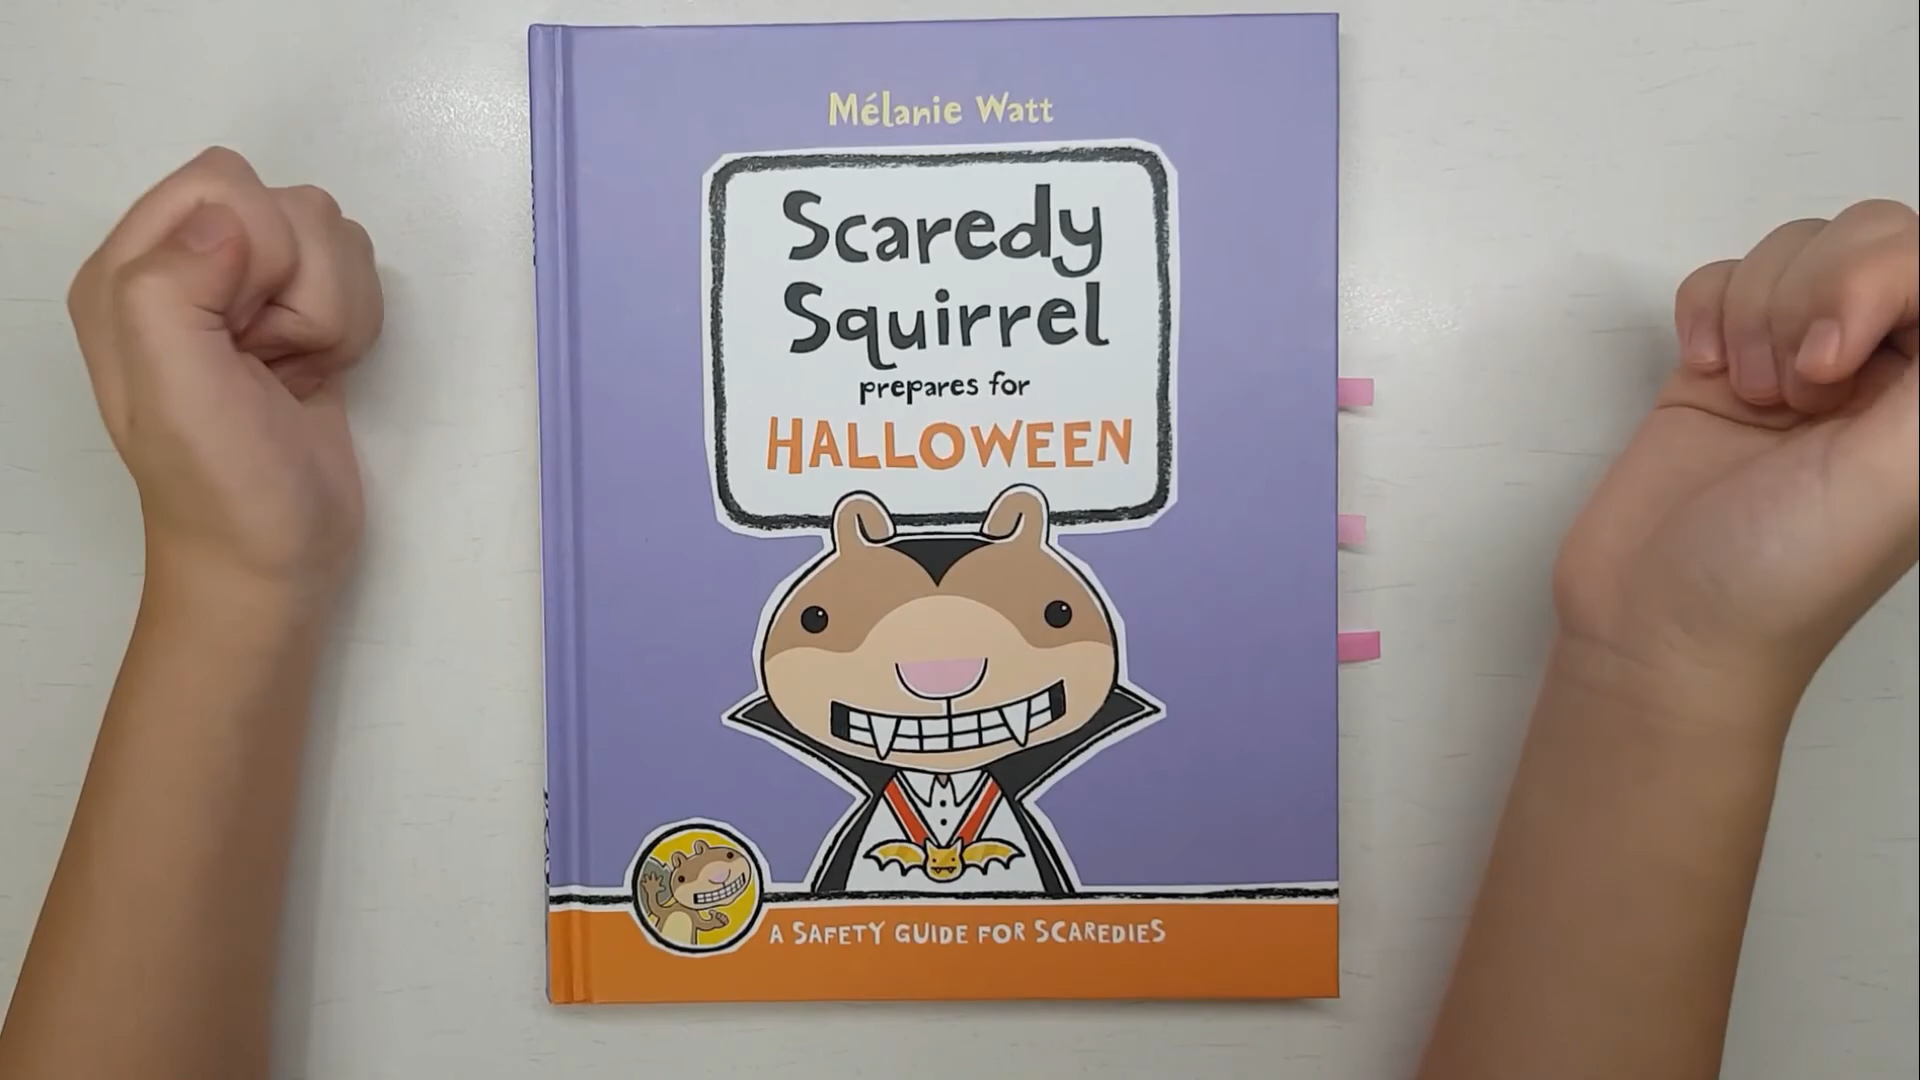 Mélanie Watt
Scaredy
Squirrel
prepares for
HALLOWEEN
A SAFETY GUIDE FOR SCAREDIES